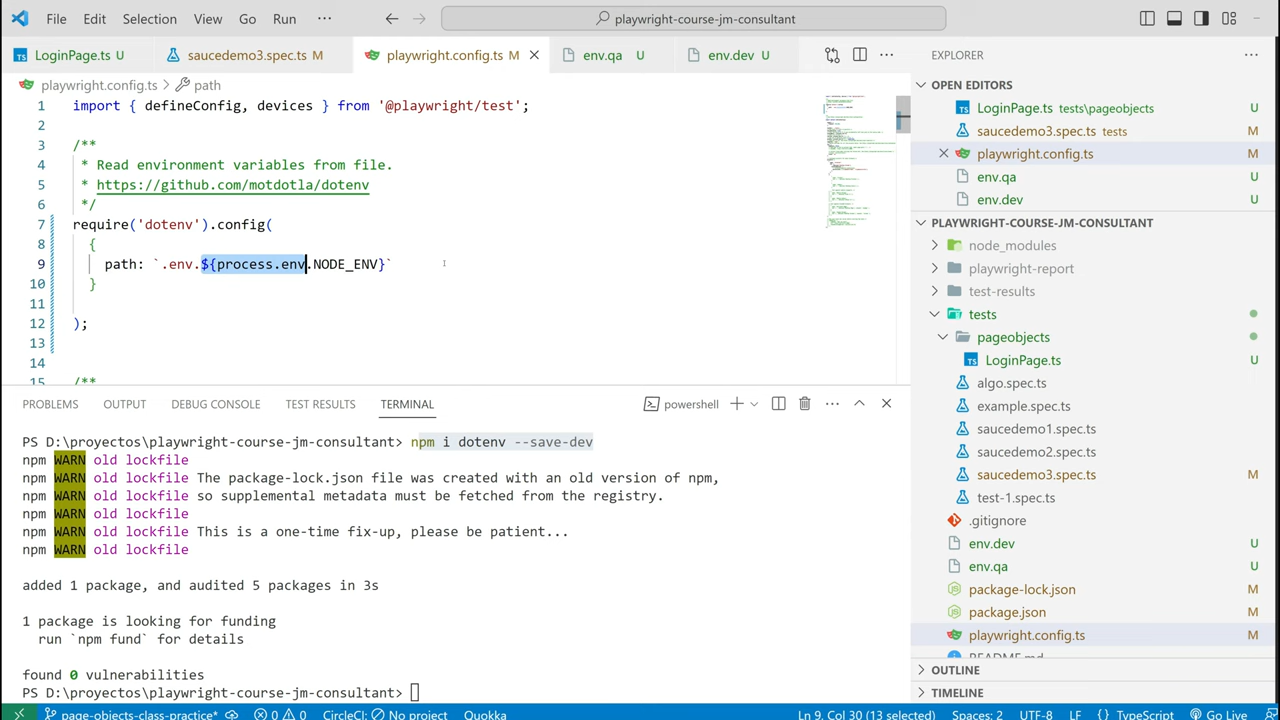 File Edit Selection View Go Run ··· playwright-course-jm-consultant
LoginPage.ts U saucedemo3.spec.ts M playwright.config.ts M env.qa U env.dev U ···
playwright.config.ts > path
1 import { defineConfig, devices } from '@playwright/test';
2
3 /**
4
5 * https://github.com/motdotla/dotenv
6 */
7
8 {
9 path: `.env.${process.env.NODE_ENV}`
10 }
11
12 );
13
14
15 /**
PROBLEMS OUTPUT DEBUG CONSOLE TEST RESULTS TERMINAL powershell ···
PS D:\proyectos\playwright-course-jm-consultant> npm i dotenv --save-dev
npm WARN old lockfile
npm WARN old lockfile The package-lock.json file was created with an old version of npm,
npm WARN old lockfile so supplemental metadata must be fetched from the registry.
npm WARN old lockfile
npm WARN old lockfile This is a one-time fix-up, please be patient...
npm WARN old lockfile
added 1 package, and audited 5 packages in 3s
1 package is looking for funding
run `npm fund` for details
found 0 vulnerabilities
PS D:\proyectos\playwright-course-jm-consultant>
EXPLORER ···
OPEN EDITORS
LoginPage.ts tests\pageobjects U
saucedemo3.spec.ts M
playwright.config.ts M
env.qa U
U
PLAYWRIGHT-COURSE-JM-CONSULTANT
node_modules
playwright-report
test-results
tests
pageobjects
LoginPage.ts U
algo.spec.ts
example.spec.ts
saucedemo1.spec.ts
saucedemo2.spec.ts
saucedemo3.spec.ts M
test-1.spec.ts
.gitignore
env.dev U
env.qa U
package-lock.json M
package.json M
playwright.config.ts M
README.md
OUTLINE
TIMELINE
page-objects-class-practice* 0 0 CircleCI: No project Quokka Ln 9, Col 30 (13 selected) Spaces: 2 UTF-8 LF {} TypeScript Go Live